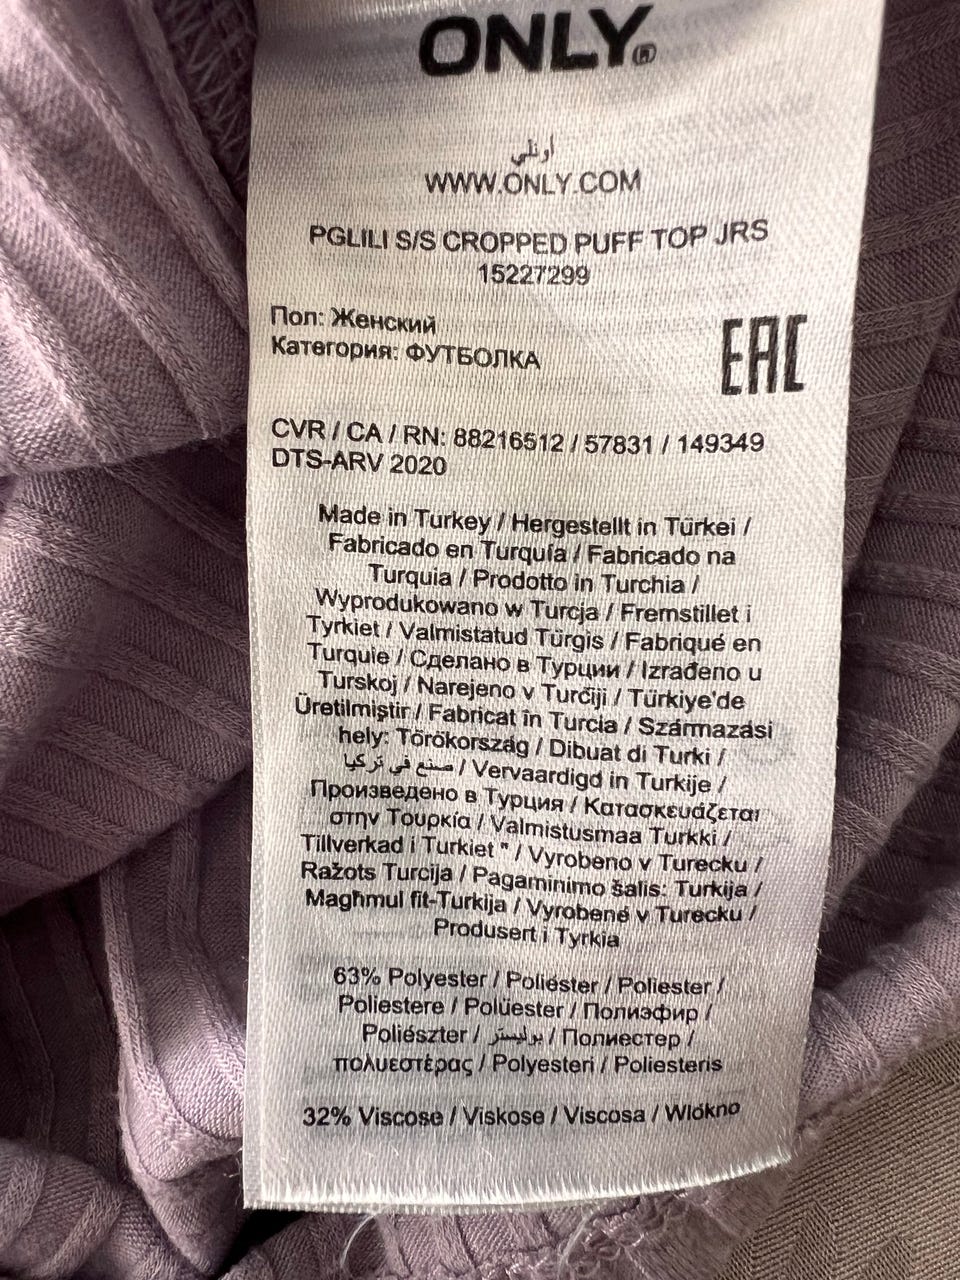 ONLY®
أونلي
WWW.ONLY.COM
PGLILI S/S CROPPED PUFF TOP JRS
15227299
Пол: Женский
Категория: ФУТБОЛКА
EAC
CVR / CA / RN: 88216512 / 57831 / 149349
DTS-ARV 2020
Made in Turkey / Hergestellt in Türkei /
Fabricado en Turquía / Fabricado na
Turquia / Prodotto in Turchia /
Wyprodukowano w Turcja / Fremstillet i
Tyrkiet / Valmistatud Türgis / Fabriqué en
Turquie / Сделано в Турции / Izrađeno u
Turskoj / Narejeno v Turčiji / Türkiye'de
Üretilmiştir / Fabricat în Turcia / Származási
hely: Törökország / Dibuat di Turki /
صنع في تركيا / Vervaardigd in Turkije /
Произведено в Турция / Κατασκευάζεται
στην Τουρκία / Valmistusmaa Turkki /
Tillverkad i Turkiet " / Vyrobeno v Turecku /
Ražots Turcija / Pagaminimo šalis: Turkija /
Magħmul fit-Turkija / Vyrobené v Turecku /
Produsert i Tyrkia
63% Polyester / Poliéster / Poliester /
Poliestere / Polüester / Полиэфир /
Poliészter / بوليستر / Полиестер /
πολυεστέρας / Polyesteri / Poliesteris
32% Viscose / Viskose / Viscosa / Włókno